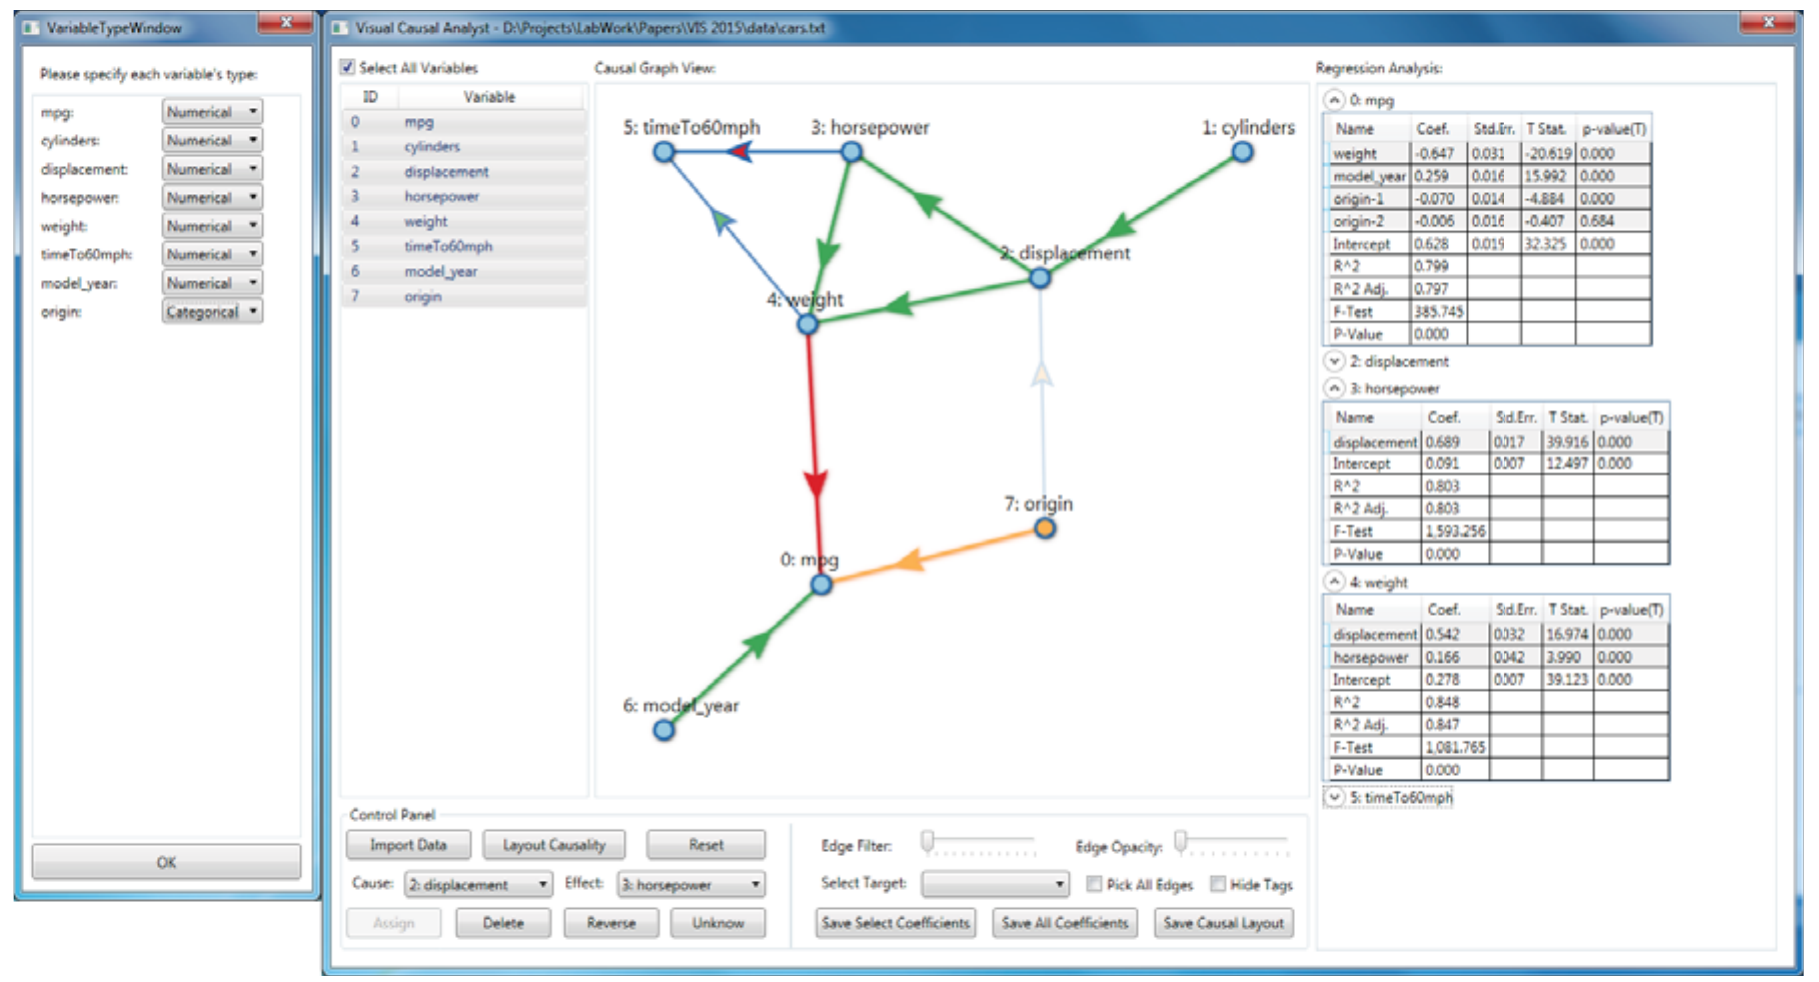 VariableTypeWindow
Please specify each variable's type:
mpg: Numerical
cylinders: Numerical
displacement: Numerical
horsepower: Numerical
weight: Numerical
timeTo60mph: Numerical
model_year: Numerical
origin: Categorical
OK
Visual Causal Analyst - D:\Projects\LabWork\Papers\VIS 2015\data\cars.txt
Select All Variables
ID Variable
0 mpg
1 cylinders
2 displacement
3 horsepower
4 weight
5 timeTo60mph
6 model_year
7 origin
Causal Graph View:
5: timeTo60mph
3: horsepower
1: cylinders
2: displacement
4: weight
7: origin
0: mpg
6: model_year
Regression Analysis:
0: mpg
Name Coef. Std.Err. T Stat. p-value(T)
weight -0.647 0.031 -20.619 0.000
model_year 0.259 0.016 15.992 0.000
origin-1 -0.070 0.014 -4.884 0.000
origin-2 -0.006 0.016 -0.407 0.684
Intercept 0.628 0.019 32.325 0.000
R^2 0.799
R^2 Adj. 0.797
F-Test 385.745
P-Value 0.000
2: displacement
3: horsepower
Name Coef. Std.Err. T Stat. p-value(T)
displacement 0.689 0.017 39.916 0.000
Intercept 0.091 0.007 12.497 0.000
R^2 0.803
R^2 Adj. 0.803
F-Test 1,593.256
P-Value 0.000
4: weight
Name Coef. Std.Err. T Stat. p-value(T)
displacement 0.542 0.032 16.974 0.000
horsepower 0.166 0.042 3.990 0.000
Intercept 0.278 0.007 39.123 0.000
R^2 0.848
R^2 Adj. 0.847
F-Test 1,081.765
P-Value 0.000
5: timeTo60mph
Control Panel
Import Data Layout Causality Reset
Cause: 2: displacement Effect: 3: horsepower
Assign Delete Reverse Unknow
Edge Filter: Edge Opacity:
Select Target: Pick All Edges Hide Tags
Save Select Coefficients Save All Coefficients Save Causal Layout